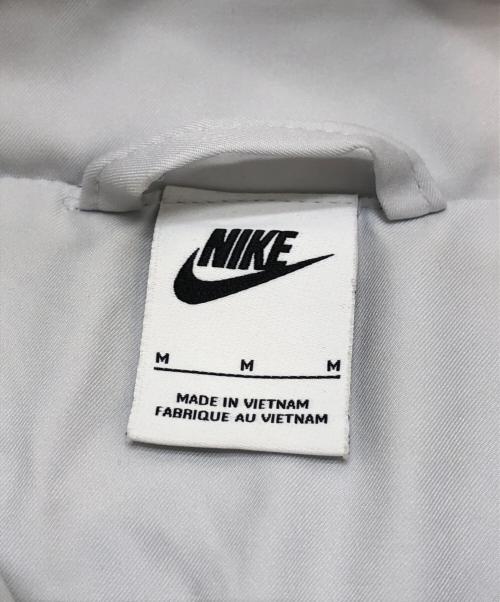 NIKE
M M M
MADE IN VIETNAM
FABRIQUE AU VIETNAM